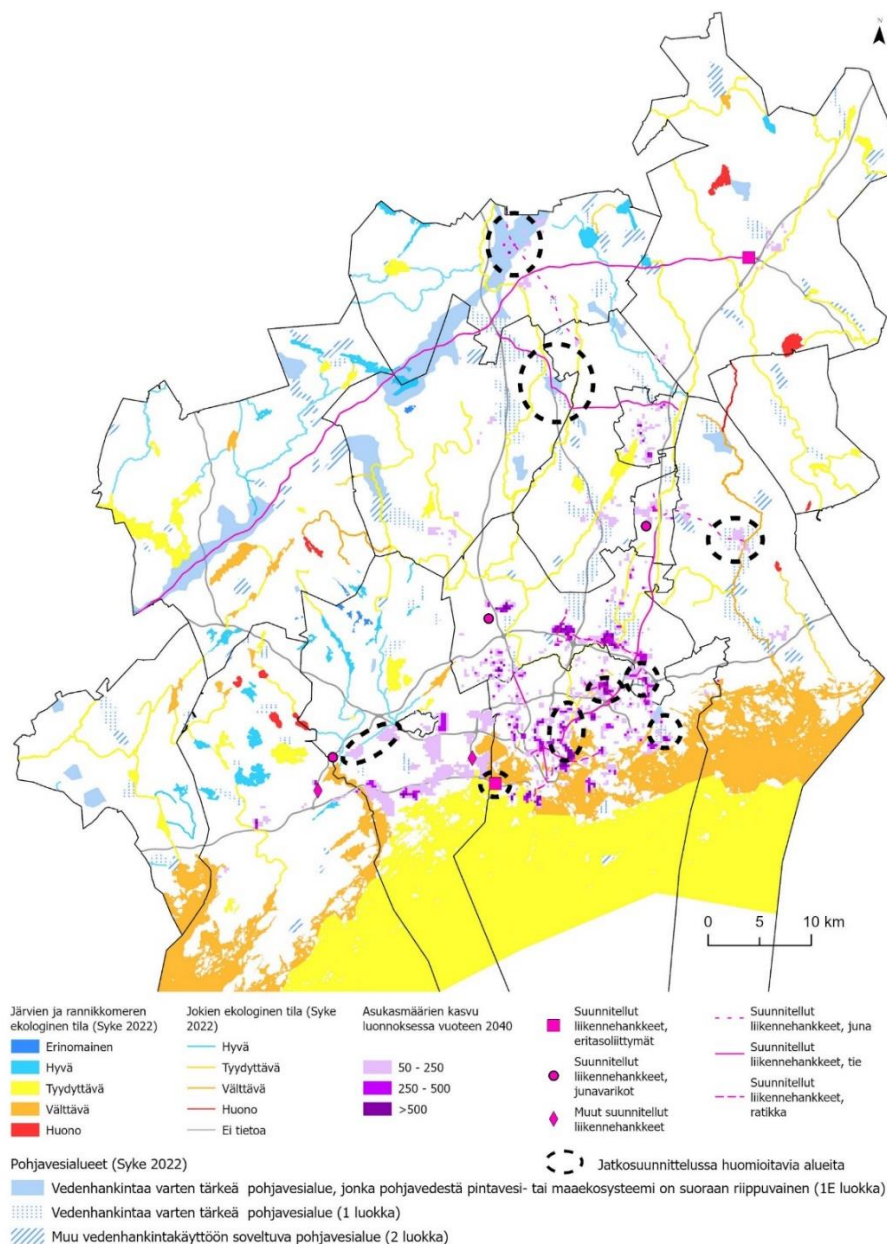 0 5 10 km
Järvien ja rannikkomeren
ekologinen tila (Syke 2022)
Erinomainen
Hyvä
Tyydyttävä
Välttävä
Huono
Jokien ekologinen tila (Syke
2022)
Hyvä
Tyydyttävä
Välttävä
Huono
Ei tietoa
Asukasmäärien kasvu
luonnoksessa vuoteen 2040
50 - 250
250 - 500
>500
Suunnitellut
liikennehankkeet,
eritasoliittymät
Suunnitellut
liikennehankkeet,
junavarikot
Muut suunnitellut
liikennehankkeet
Suunnitellut
liikennehankkeet, juna
Suunnitellut
liikennehankkeet, tie
Suunnitellut
liikennehankkeet,
ratikka
Jatkosuunnittelussa huomioitavia alueita
Pohjavesialueet (Syke 2022)
Vedenhankintaa varten tärkeä pohjavesialue, jonka pohjavedestä pintavesi- tai maaekosysteemi on suoraan riippuvainen (1E luokka)
Vedenhankintaa varten tärkeä pohjavesialue (1 luokka)
Muu vedenhankintakäyttöön soveltuva pohjavesialue (2 luokka)